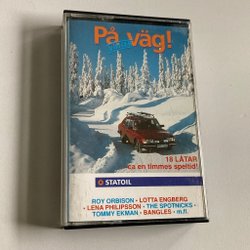 På väg!
18 LÅTAR
ca en timmes speltid!
STATOIL
ROY ORBISON · LOTTA ENGBERG
· LENA PHILIPSSON · THE SPOTNICKS ·
TOMMY EKMAN · BANGLES · m.fl.